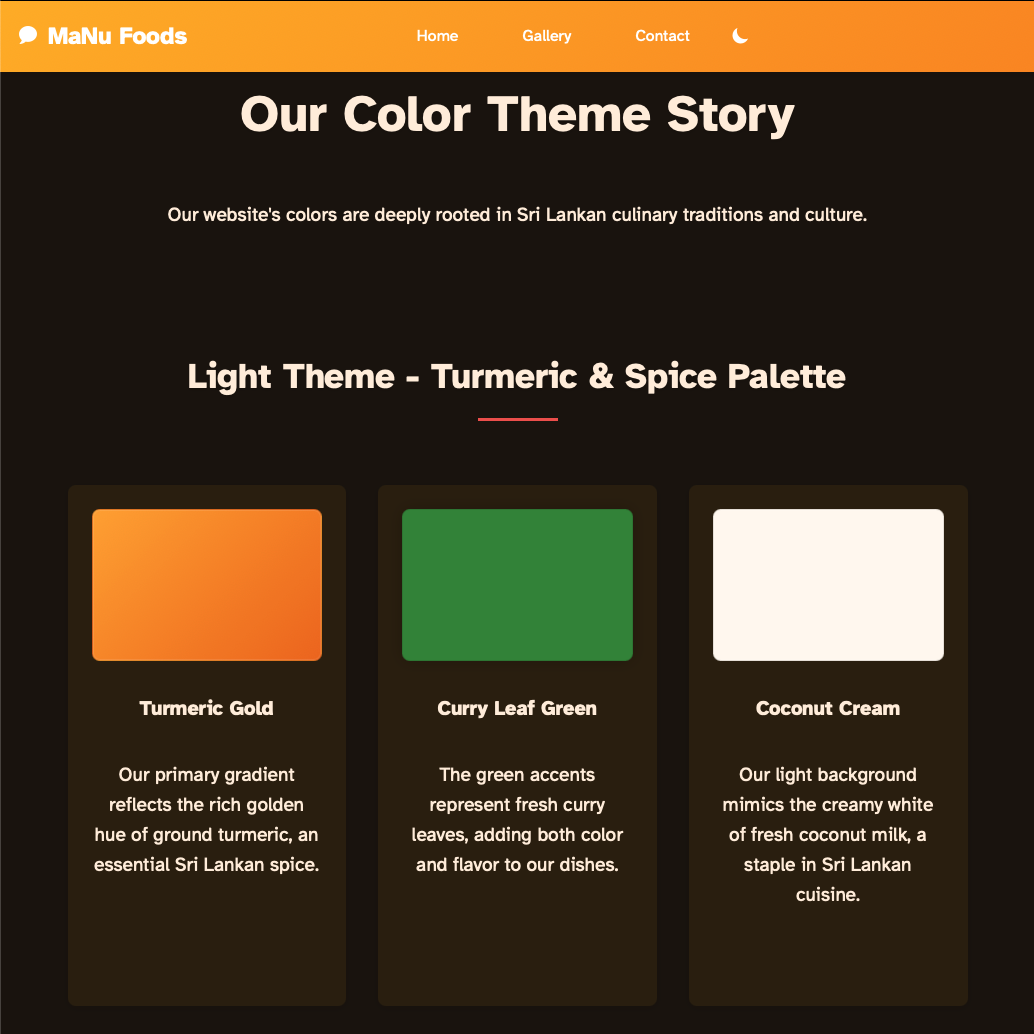 MaNu Foods
Home
Gallery
Contact
Our Color Theme Story
Our website's colors are deeply rooted in Sri Lankan culinary traditions and culture.
Light Theme - Turmeric & Spice Palette
Turmeric Gold
Our primary gradient
reflects the rich golden
hue of ground turmeric, an
essential Sri Lankan spice.
Curry Leaf Green
The green accents
represent fresh curry
leaves, adding both color
and flavor to our dishes.
Coconut Cream
Our light background
mimics the creamy white
of fresh coconut milk, a
staple in Sri Lankan
cuisine.